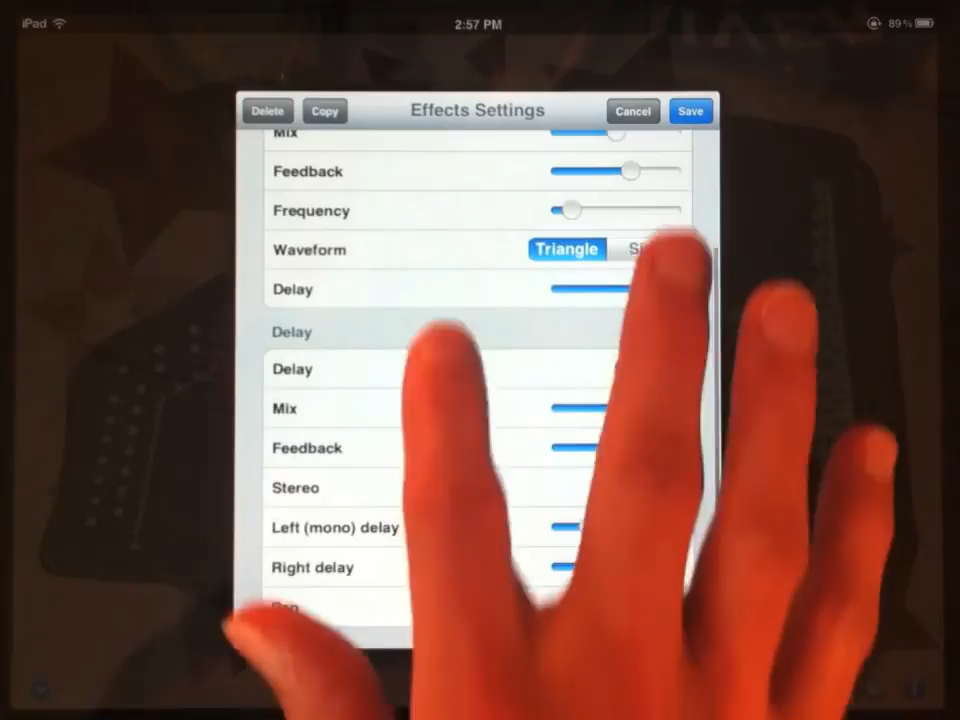 iPad 2:57 PM 89%
Delete Copy Effects Settings Cancel Save
Mix
Feedback
Frequency
Waveform Triangle
Delay
Delay
Delay
Mix
Feedback
Stereo
Left (mono) delay
Right delay
Pan